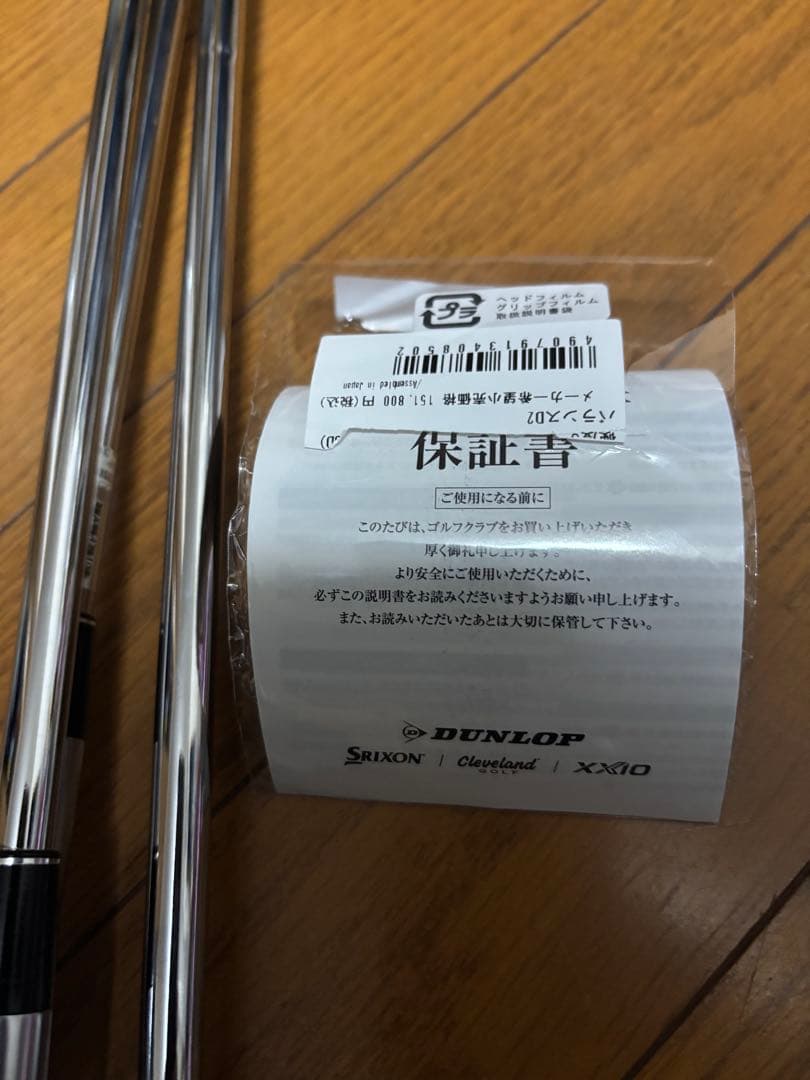 プラ
ヘッドフィルム
グリップフィルム
取扱説明書袋
4907913408502
/Assembled in Japan
メーカー希望小売価格 151,800 円(税込)
バランスD2
保証書
ご使用になる前に
このたびは、ゴルフクラブをお買い上げいただき
厚く御礼申し上げます。
より安全にご使用いただくために、
必ずこの説明書をお読みくださいますようお願い申し上げます。
また、お読みいただいたあとは大切に保管して下さい。
DUNLOP
SRIXON / Cleveland GOLF / XXIO